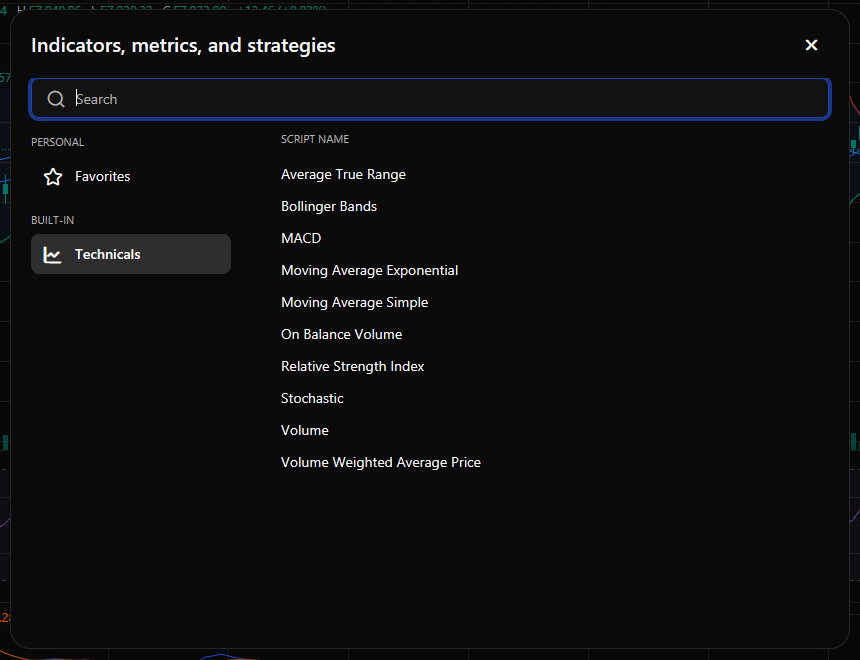 Indicators, metrics, and strategies
Search
PERSONAL
Favorites
BUILT-IN
Technicals
SCRIPT NAME
Average True Range
Bollinger Bands
MACD
Moving Average Exponential
Moving Average Simple
On Balance Volume
Relative Strength Index
Stochastic
Volume
Volume Weighted Average Price